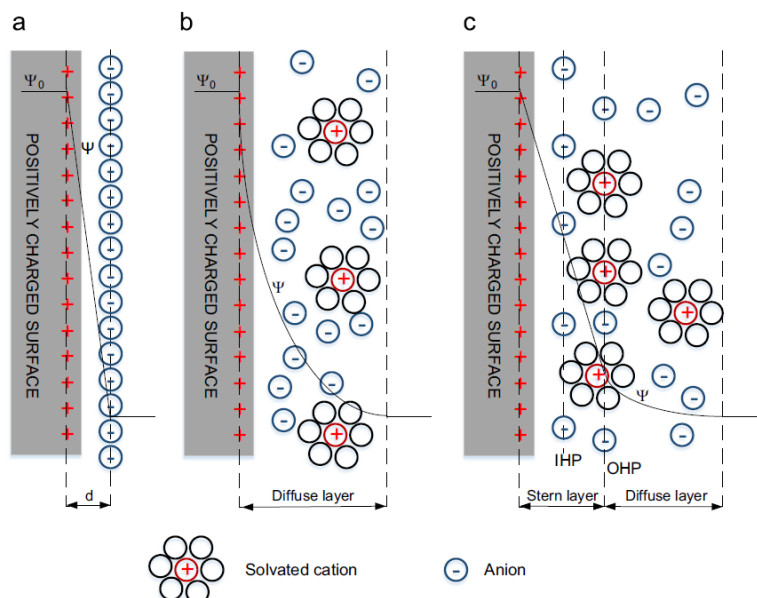 a
b
c
Ψ0
Ψ
POSITIVELY CHARGED SURFACE
d
Ψ0
Ψ
POSITIVELY CHARGED SURFACE
Diffuse layer
Ψ0
Ψ
POSITIVELY CHARGED SURFACE
IHP
OHP
Stern layer
Diffuse layer
Solvated cation
Anion